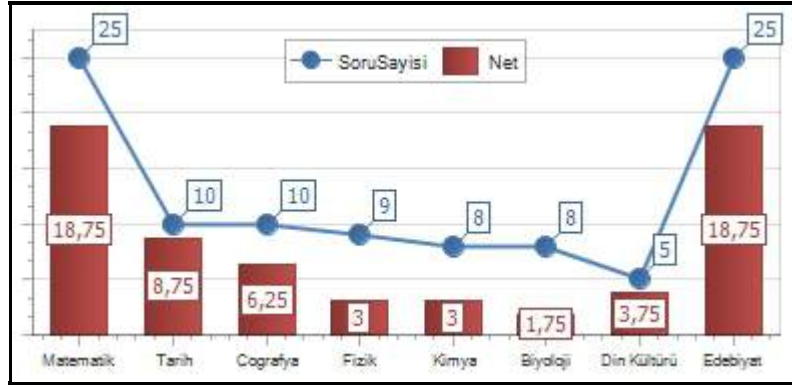 25
25
SoruSayisi
Net
10
10
9
8
8
5
18,75
8,75
6,25
3
3
1,75
3,75
18,75
Matematik
Tarih
Cografya
Fizik
Kimya
Biyoloji
Din Kültürü
Edebiyat